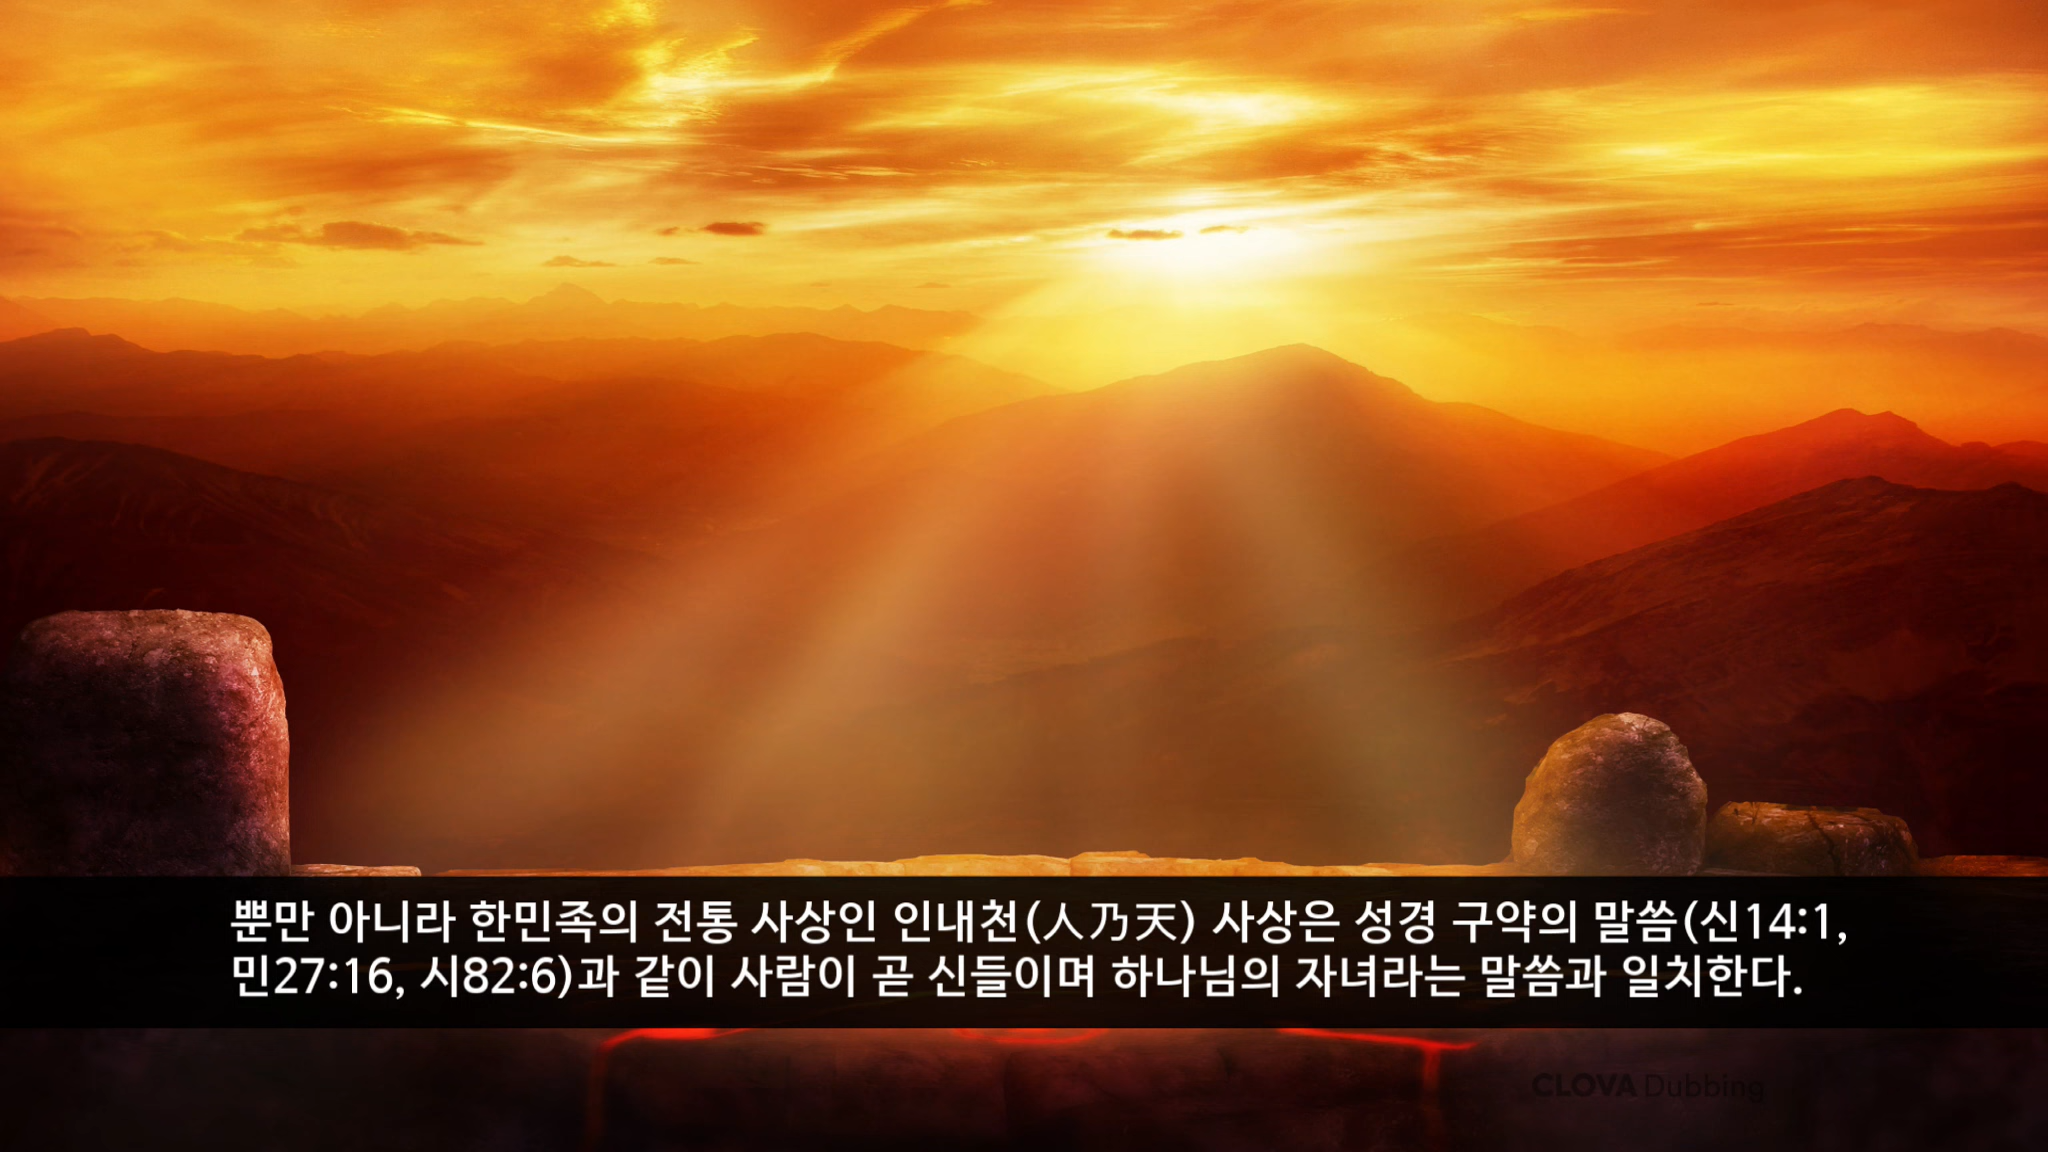 뿐만 아니라 한민족의 전통 사상인 인내천(人乃天) 사상은 성경 구약의 말씀(신14:1,
민27:16, 시82:6)과 같이 사람이 곧 신들이며 하나님의 자녀라는 말씀과 일치한다.
CLOVA Dubbing